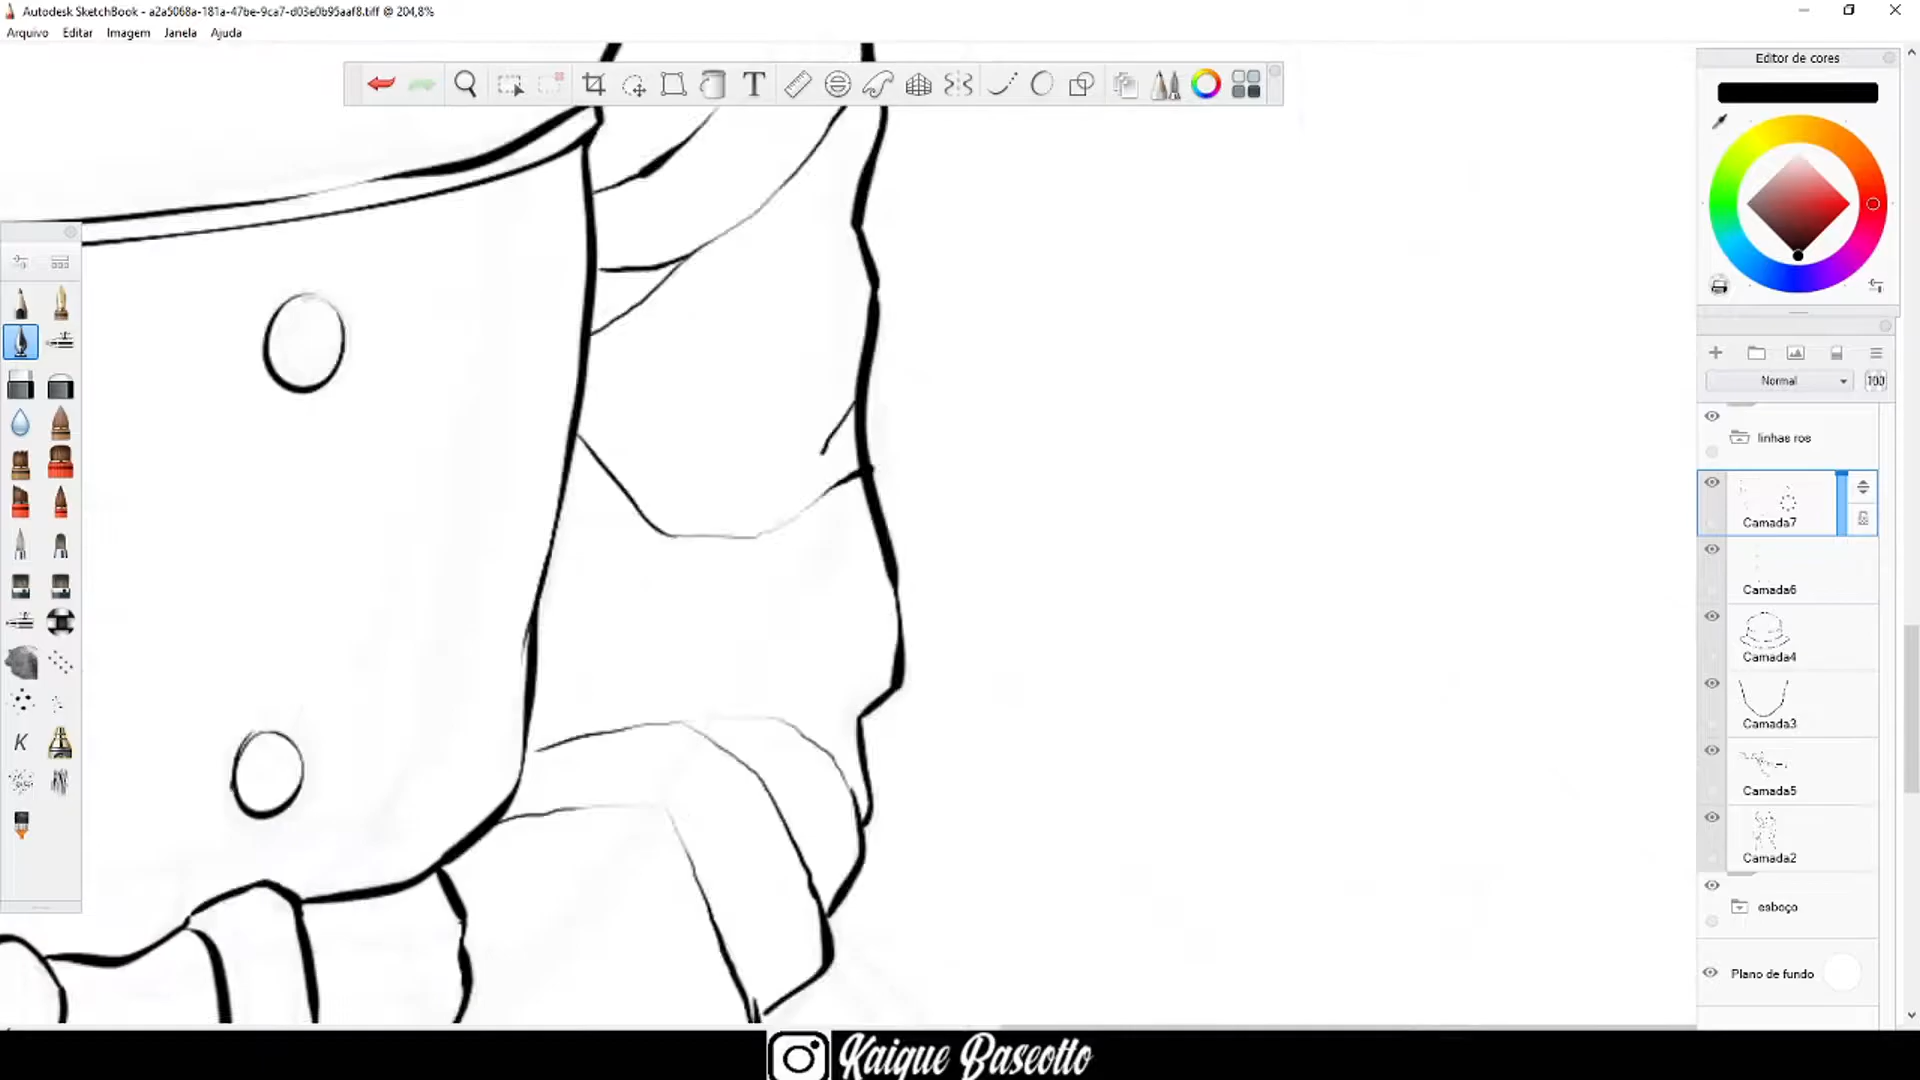 Autodesk SketchBook - a2a5068a-181a-47be-9ca7-d03e0b95aaf8.tiff @ 204,8%
Arquivo Editar Imagem Janela Ajuda
T
Editor de cores
Normal 100
linhas ros
Camada7
Camada6
Camada4
Camada3
Camada5
Camada2
esboço
Plano de fundo
K
Kaique Baseotto